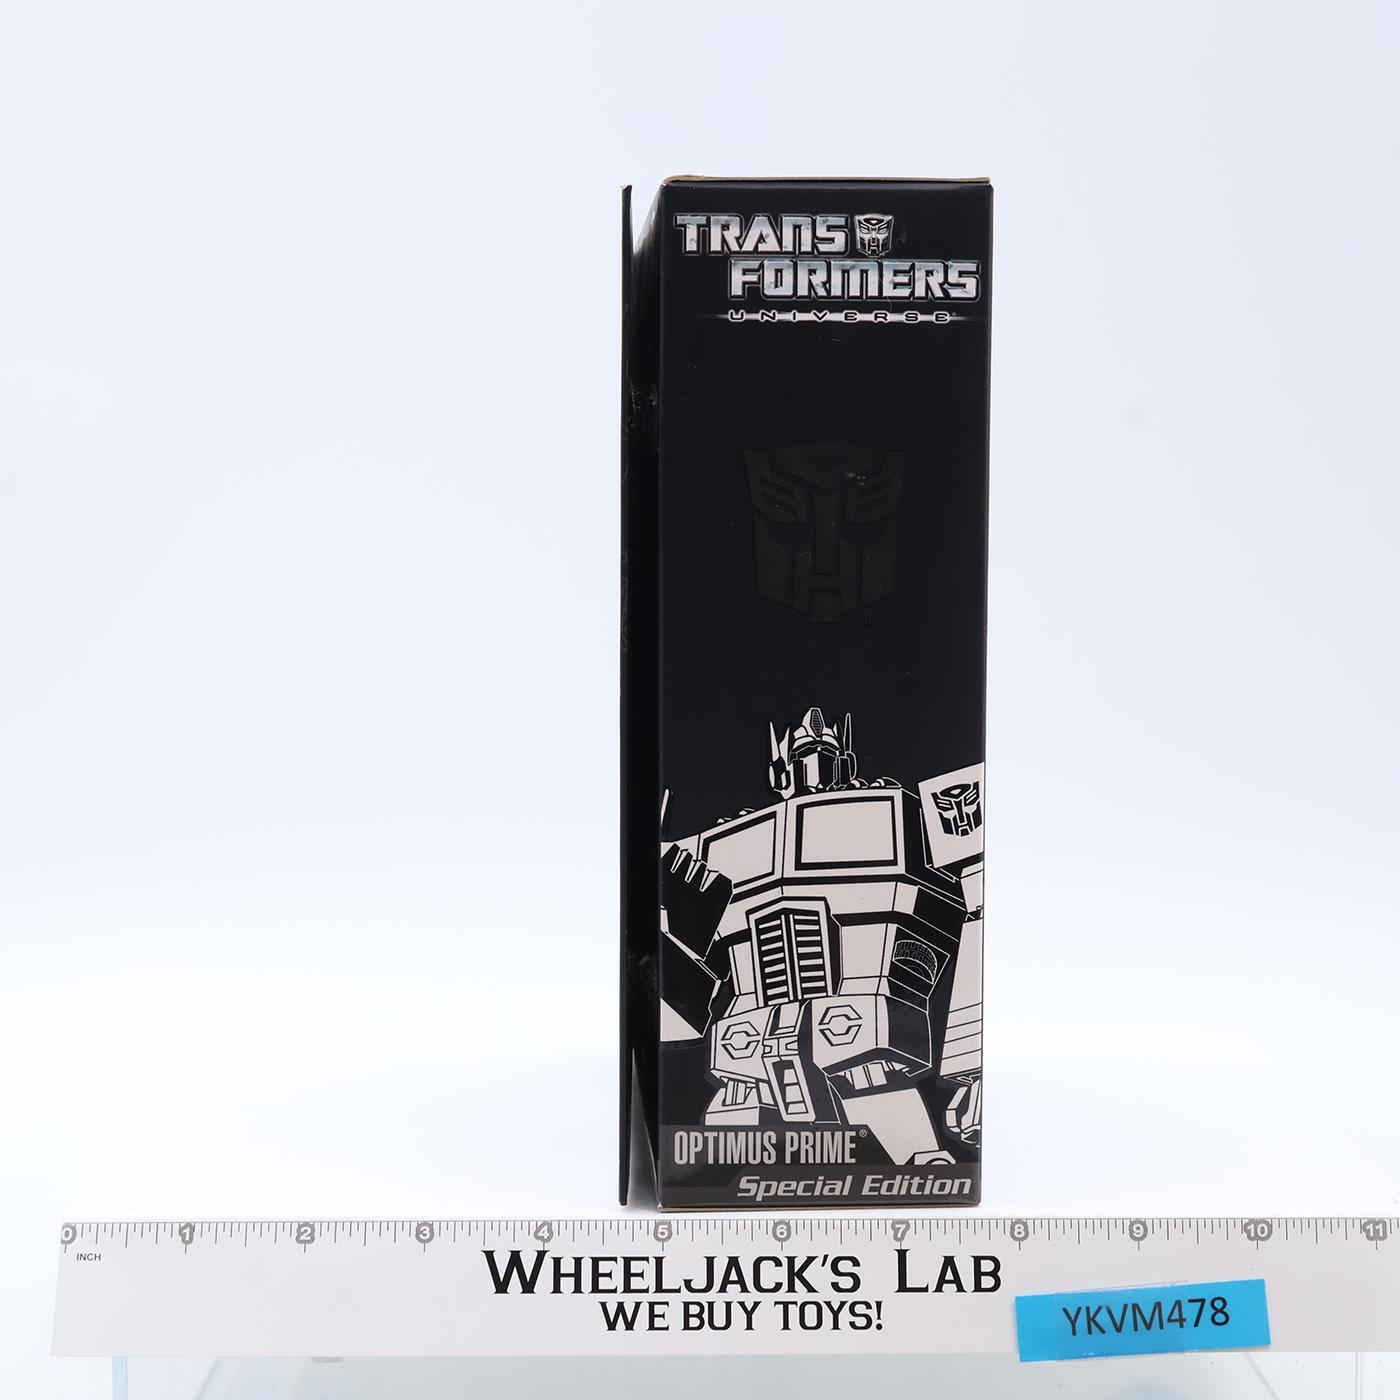 TRANS
FORMERS
UNIVERSE
OPTIMUS PRIME®
Special Edition
0 1 2 3 4 5 6 7 8 9 10 11
INCH
WHEELJACK'S LAB
WE BUY TOYS!
YKVM478